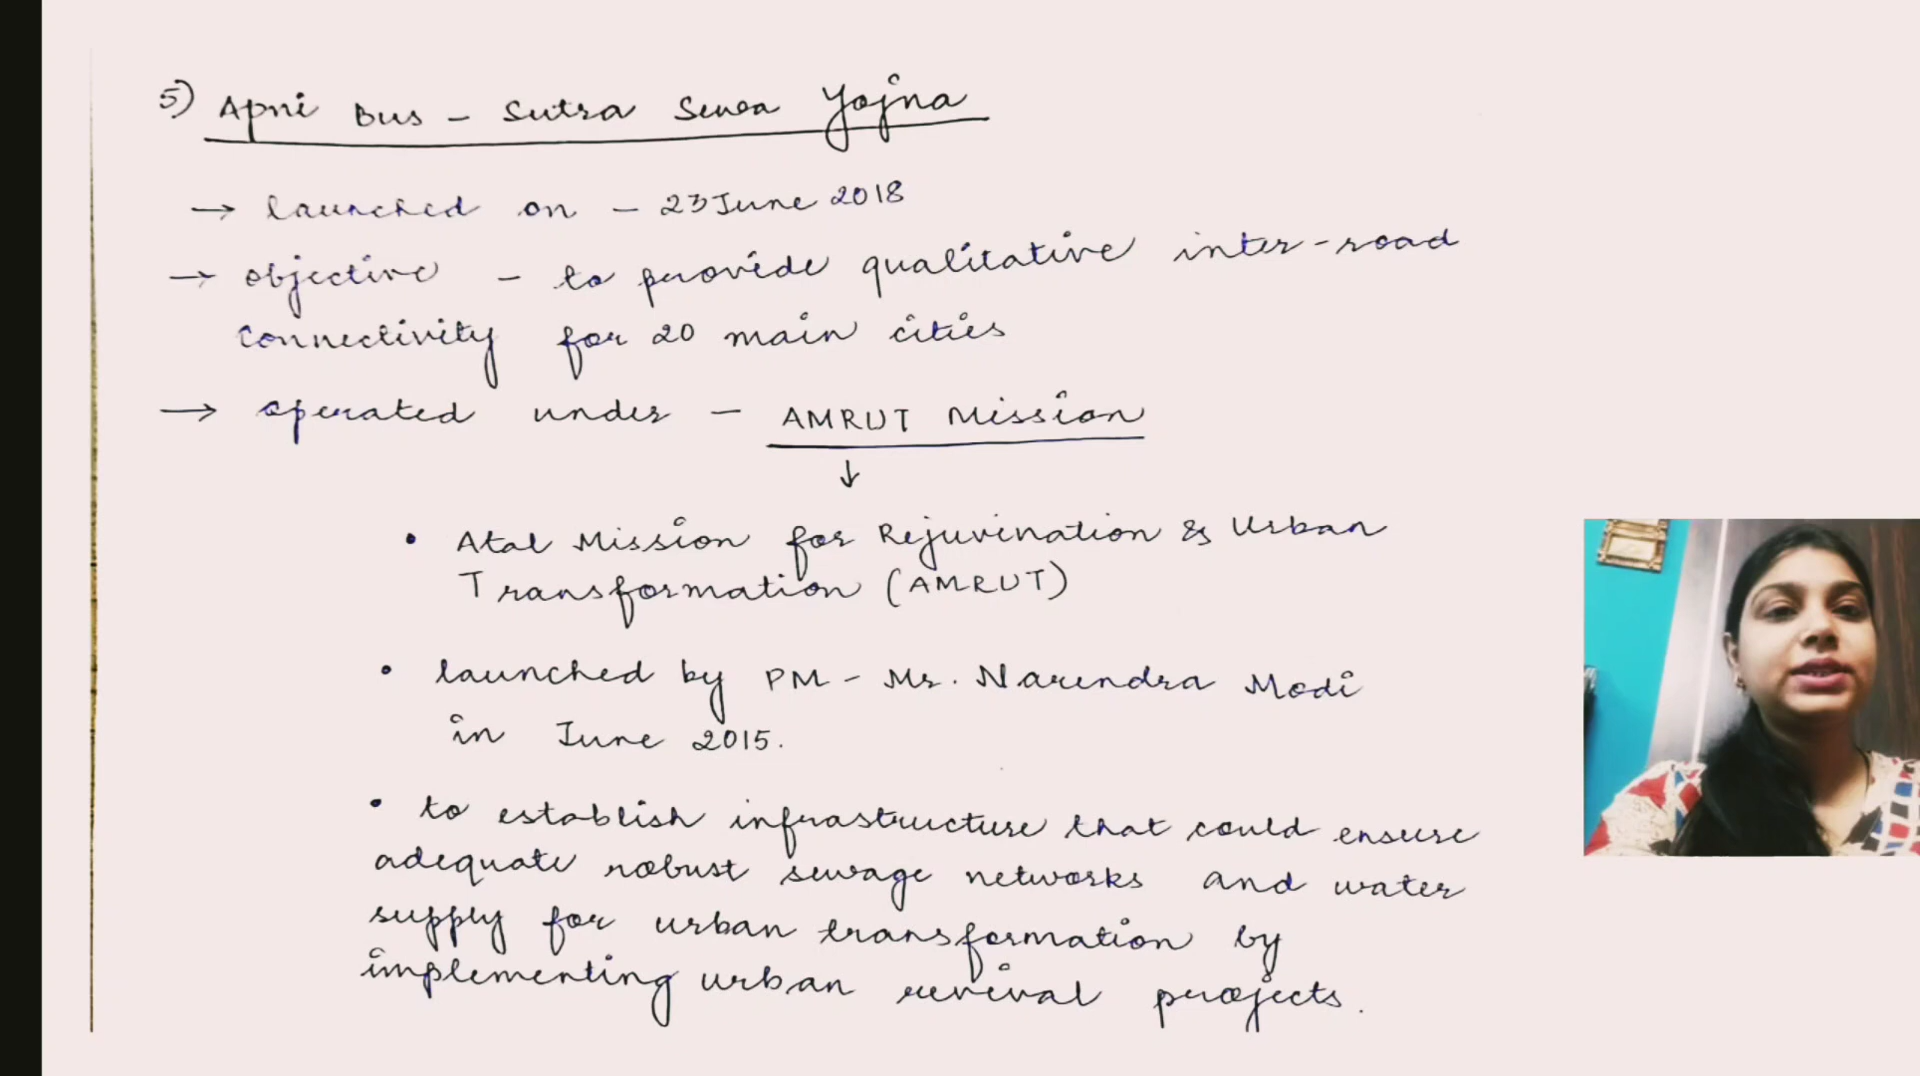 5) Apni Bus - Sutra Sewa Yojna
→ launched on - 23 June 2018
→ objective - to provide qualitative inter-road
connectivity for 20 main cities
→ operated under - AMRUT Mission
↓
• Atal Mission for Rejuvination & Urban
Transformation (AMRUT)
• launched by PM - Mr. Narendra Modi
in June 2015.
• to establish infrastructure that could ensure
adequate robust sewage networks and water
supply for urban transformation by
implementing urban revival projects.